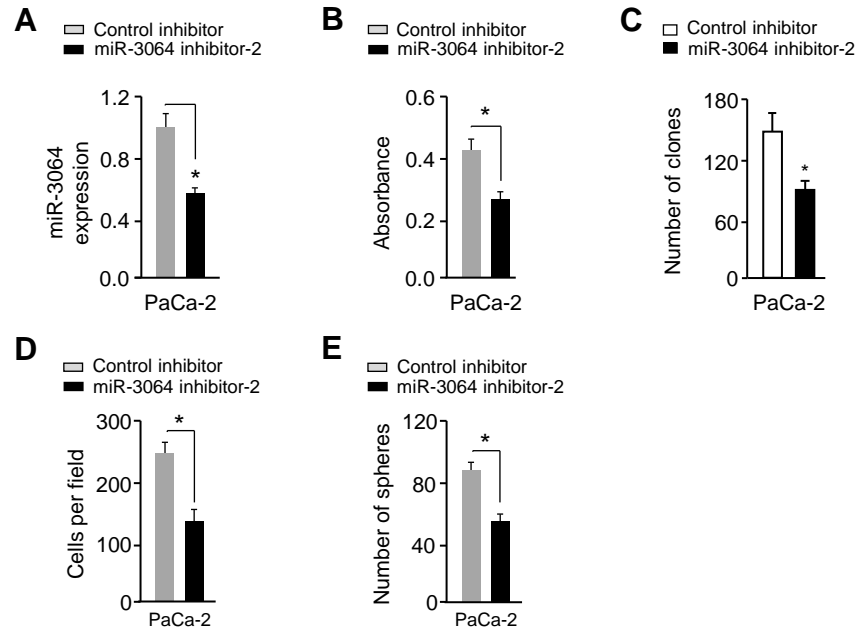 A
Control inhibitor
miR-3064 inhibitor-2
miR-3064
expression
1.2
0.8
0.4
0.0
*
PaCa-2
B
Control inhibitor
miR-3064 inhibitor-2
Absorbance
0.6
0.4
0.2
0.0
*
PaCa-2
C
Control inhibitor
miR-3064 inhibitor-2
Number of clones
180
120
60
0
*
PaCa-2
D
Control inhibitor
miR-3064 inhibitor-2
Cells per field
300
200
100
0
*
PaCa-2
E
Control inhibitor
miR-3064 inhibitor-2
Number of spheres
120
80
40
0
*
PaCa-2